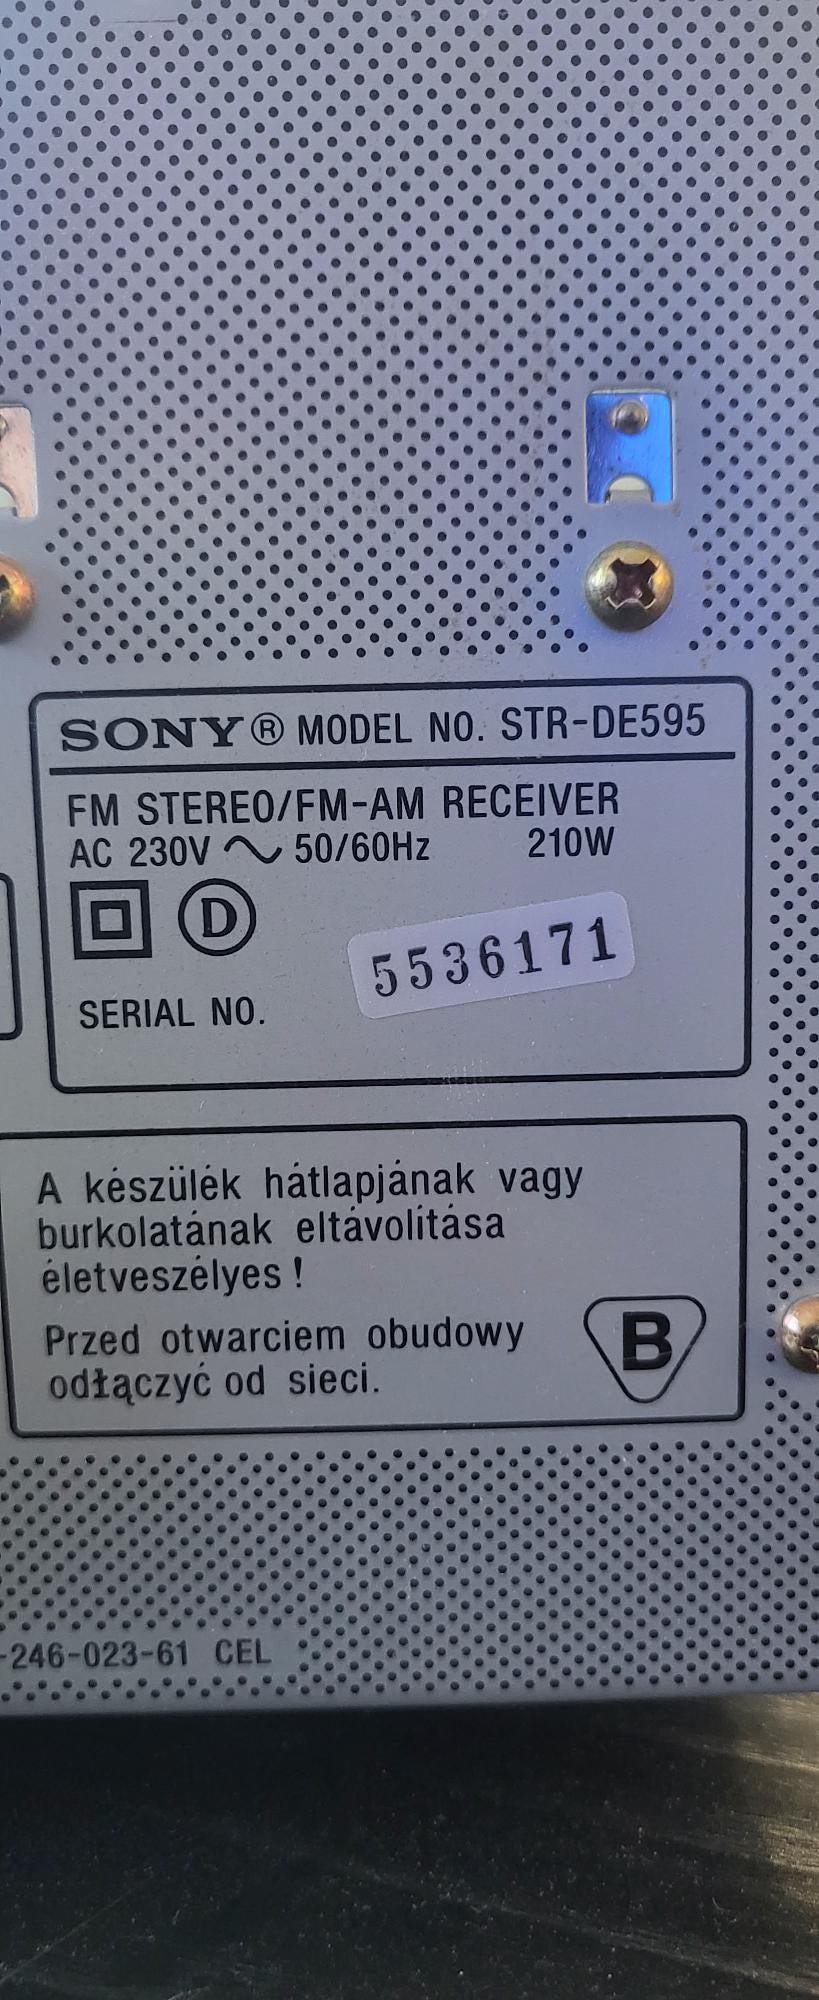 SONY® MODEL NO. STR-DE595
FM STEREO/FM-AM RECEIVER
AC 230V ~ 50/60Hz 210W
D
5536171
SERIAL NO.
A készülék hátlapjának vagy
burkolatának eltávolítása
életveszélyes !
Przed otwarciem obudowy
odłączyć od sieci.
B
-246-023-61 CEL